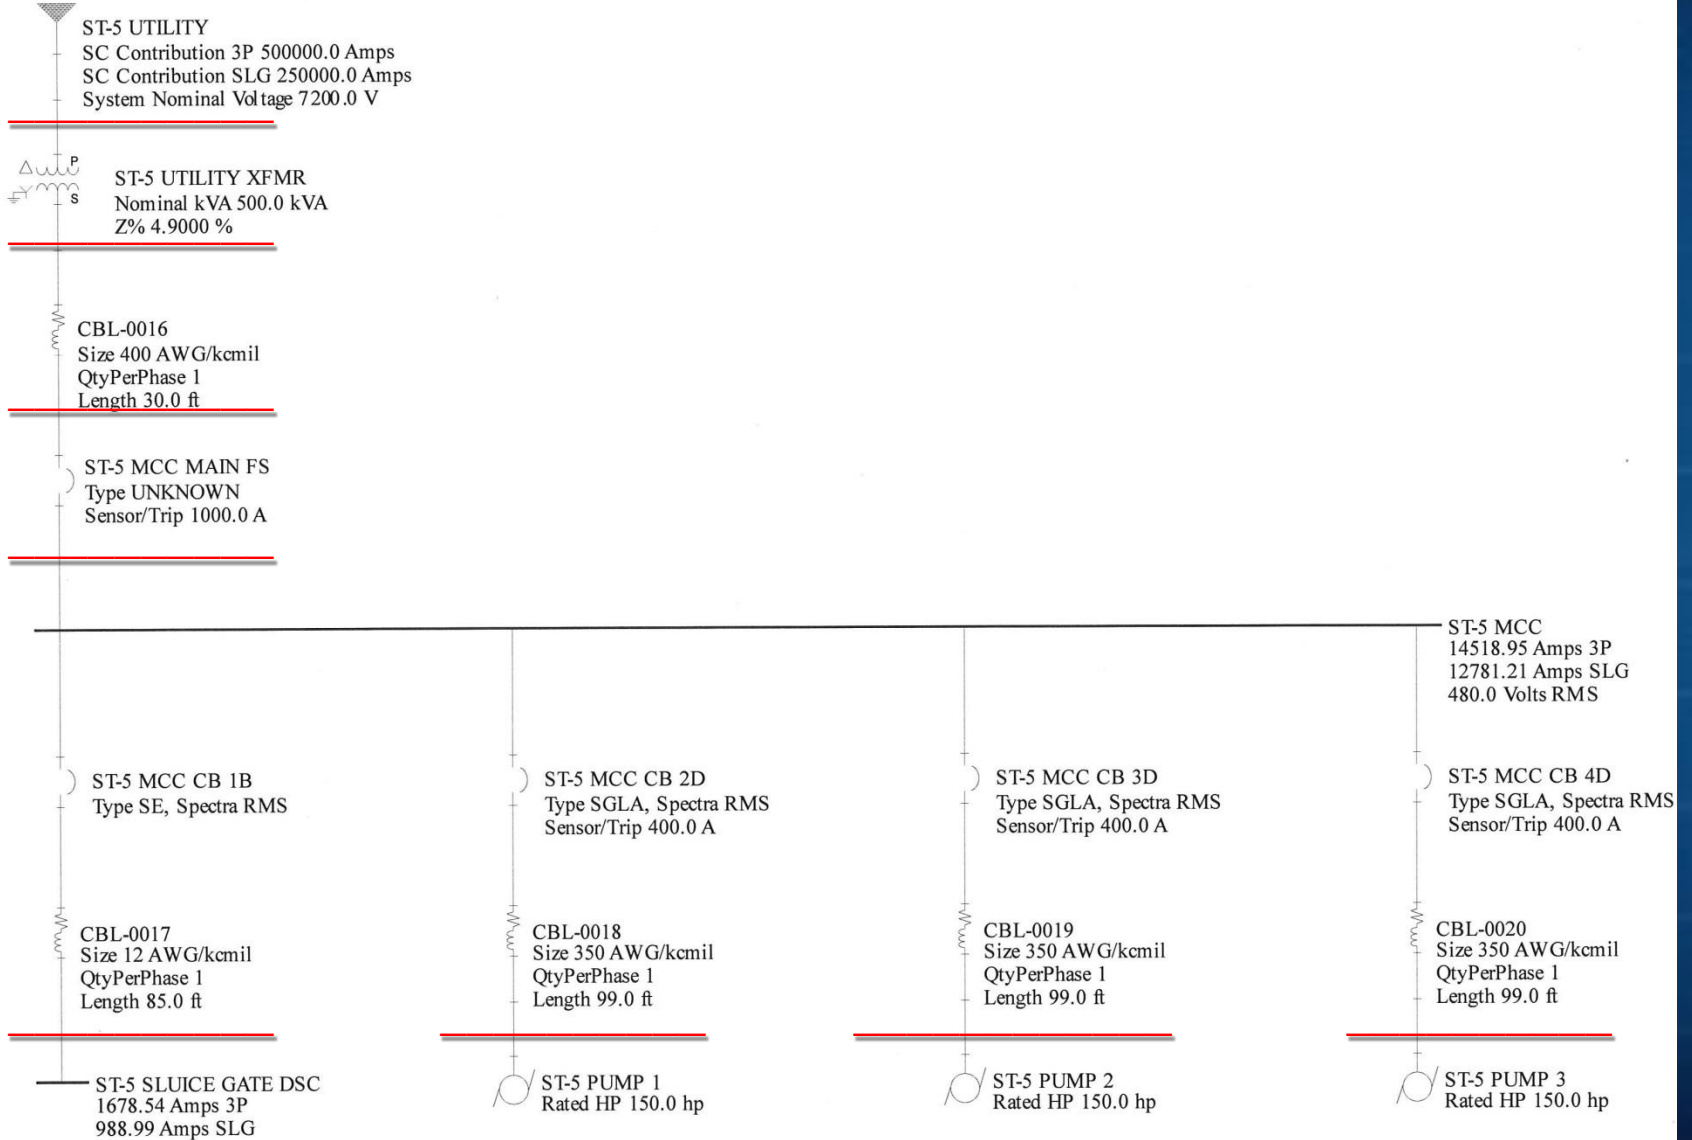 ST-5 UTILITY
SC Contribution 3P 500000.0 Amps
SC Contribution SLG 250000.0 Amps
System Nominal Voltage 7200.0 V
P
S
ST-5 UTILITY XFMR
Nominal kVA 500.0 kVA
Z% 4.9000 %
CBL-0016
Size 400 AWG/kcmil
QtyPerPhase 1
Length 30.0 ft
ST-5 MCC MAIN FS
Type UNKNOWN
Sensor/Trip 1000.0 A
ST-5 MCC
14518.95 Amps 3P
12781.21 Amps SLG
480.0 Volts RMS
ST-5 MCC CB 1B
Type SE, Spectra RMS
ST-5 MCC CB 2D
Type SGLA, Spectra RMS
Sensor/Trip 400.0 A
ST-5 MCC CB 3D
Type SGLA, Spectra RMS
Sensor/Trip 400.0 A
ST-5 MCC CB 4D
Type SGLA, Spectra RMS
Sensor/Trip 400.0 A
CBL-0017
Size 12 AWG/kcmil
QtyPerPhase 1
Length 85.0 ft
CBL-0018
Size 350 AWG/kcmil
QtyPerPhase 1
Length 99.0 ft
CBL-0019
Size 350 AWG/kcmil
QtyPerPhase 1
Length 99.0 ft
CBL-0020
Size 350 AWG/kcmil
QtyPerPhase 1
Length 99.0 ft
ST-5 SLUICE GATE DSC
1678.54 Amps 3P
988.99 Amps SLG
ST-5 PUMP 1
Rated HP 150.0 hp
ST-5 PUMP 2
Rated HP 150.0 hp
ST-5 PUMP 3
Rated HP 150.0 hp